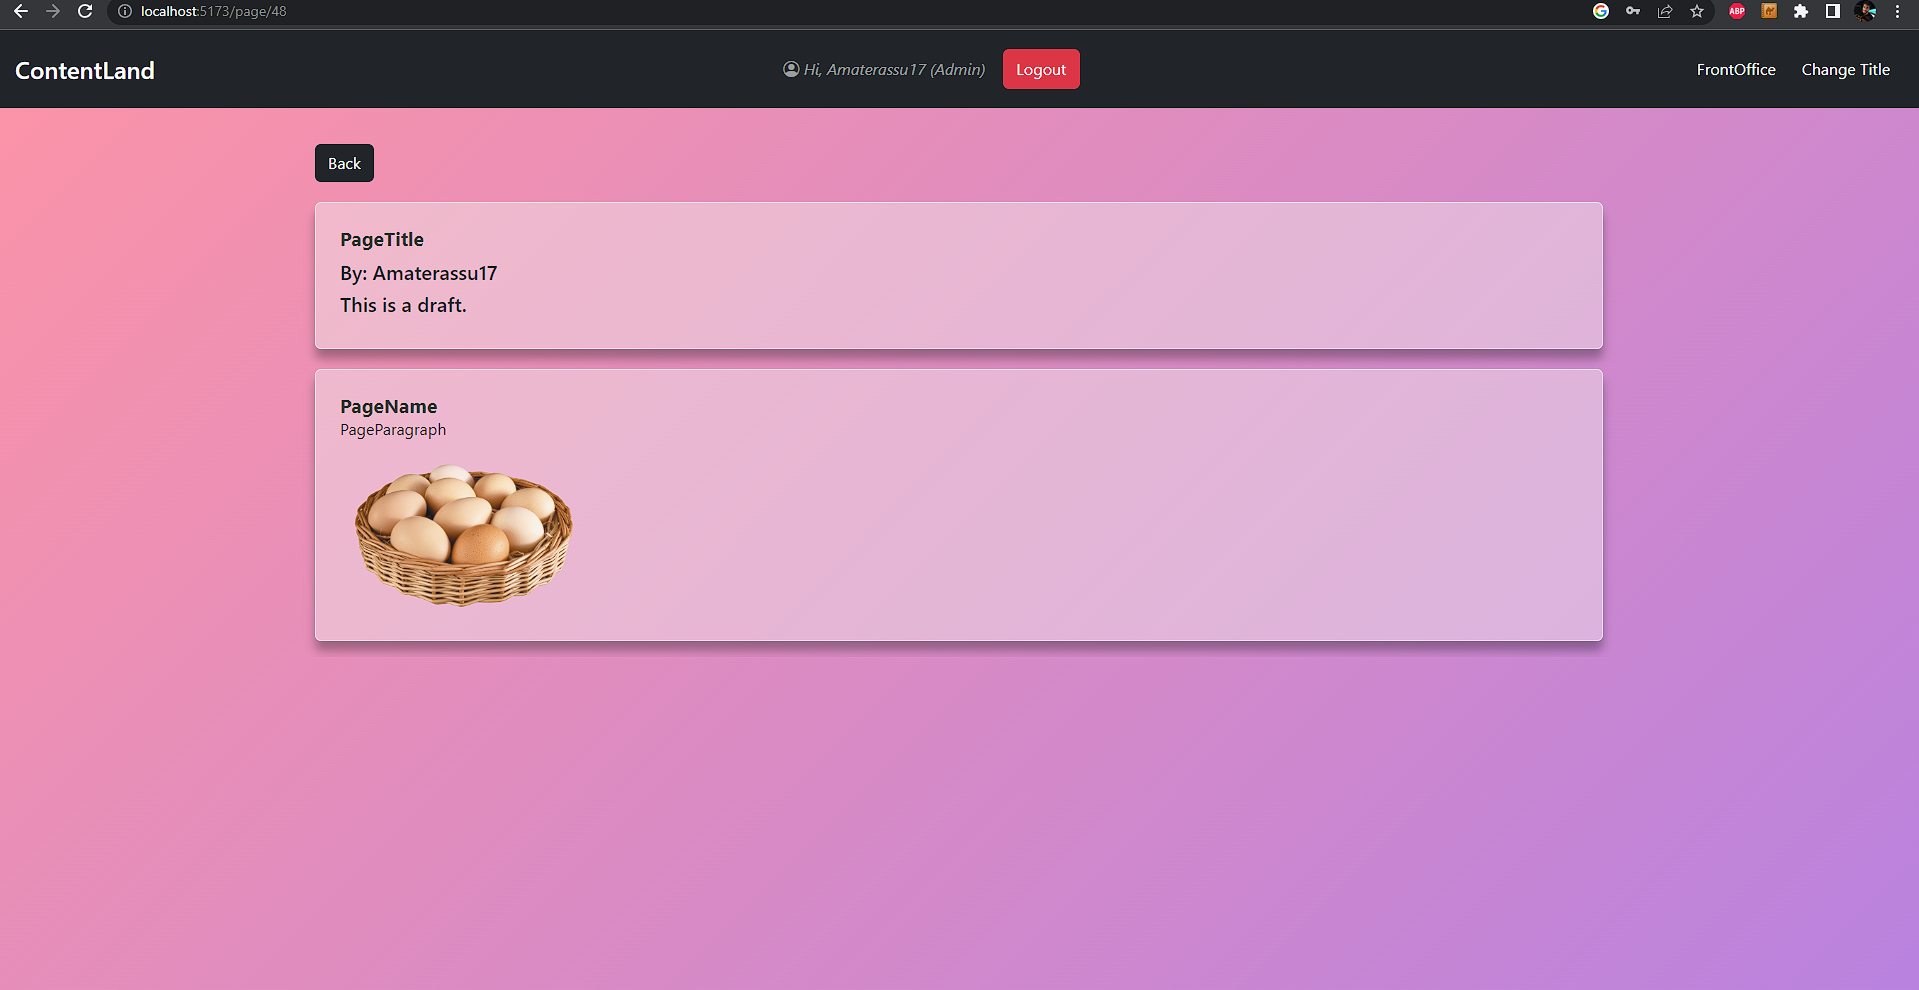 localhost:5173/page/48
ABP
ContentLand
Hi, Amaterassu17 (Admin)
Logout
FrontOffice
Change Title
Back
PageTitle
By: Amaterassu17
This is a draft.
PageName
PageParagraph